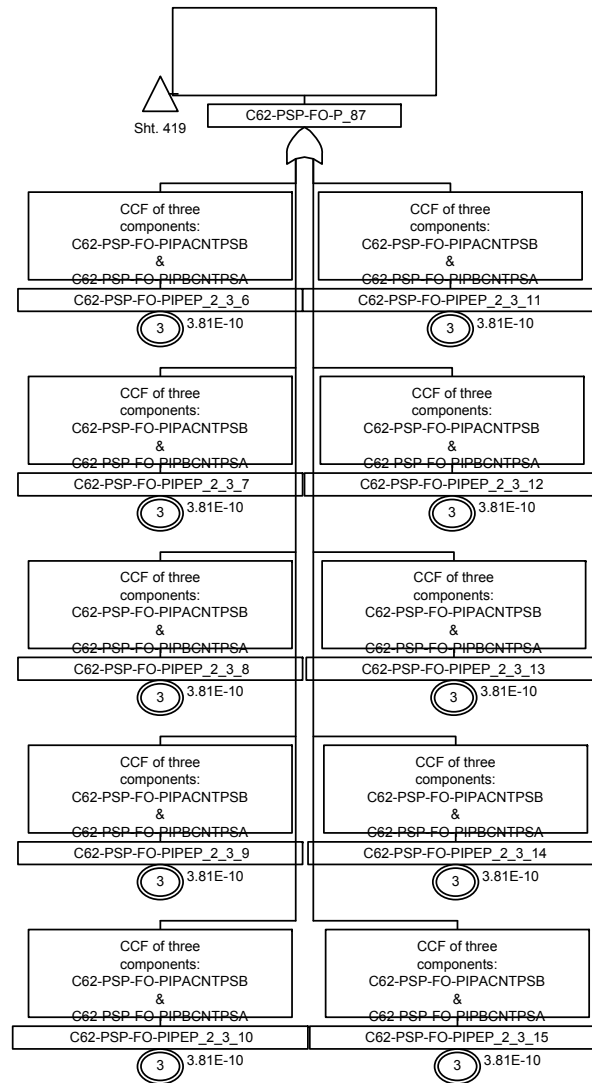 Sht. 419
C62-PSP-FO-P_87
CCF of three
components:
C62-PSP-FO-PIPACNTPSB
&
C62-PSP-FO-PIPBCNTPSA
C62-PSP-FO-PIPEP_2_3_6
3
3.81E-10
CCF of three
components:
C62-PSP-FO-PIPACNTPSB
&
C62-PSP-FO-PIPBCNTPSA
C62-PSP-FO-PIPEP_2_3_11
3
3.81E-10
CCF of three
components:
C62-PSP-FO-PIPACNTPSB
&
C62-PSP-FO-PIPBCNTPSA
C62-PSP-FO-PIPEP_2_3_7
3
3.81E-10
CCF of three
components:
C62-PSP-FO-PIPACNTPSB
&
C62-PSP-FO-PIPBCNTPSA
C62-PSP-FO-PIPEP_2_3_12
3
3.81E-10
CCF of three
components:
C62-PSP-FO-PIPACNTPSB
&
C62-PSP-FO-PIPBCNTPSA
C62-PSP-FO-PIPEP_2_3_8
3
3.81E-10
CCF of three
components:
C62-PSP-FO-PIPACNTPSB
&
C62-PSP-FO-PIPBCNTPSA
C62-PSP-FO-PIPEP_2_3_13
3
3.81E-10
CCF of three
components:
C62-PSP-FO-PIPACNTPSB
&
C62-PSP-FO-PIPBCNTPSA
C62-PSP-FO-PIPEP_2_3_9
3
3.81E-10
CCF of three
components:
C62-PSP-FO-PIPACNTPSB
&
C62-PSP-FO-PIPBCNTPSA
C62-PSP-FO-PIPEP_2_3_14
3
3.81E-10
CCF of three
components:
C62-PSP-FO-PIPACNTPSB
&
C62-PSP-FO-PIPBCNTPSA
C62-PSP-FO-PIPEP_2_3_10
3
3.81E-10
CCF of three
components:
C62-PSP-FO-PIPACNTPSB
&
C62-PSP-FO-PIPBCNTPSA
C62-PSP-FO-PIPEP_2_3_15
3
3.81E-10